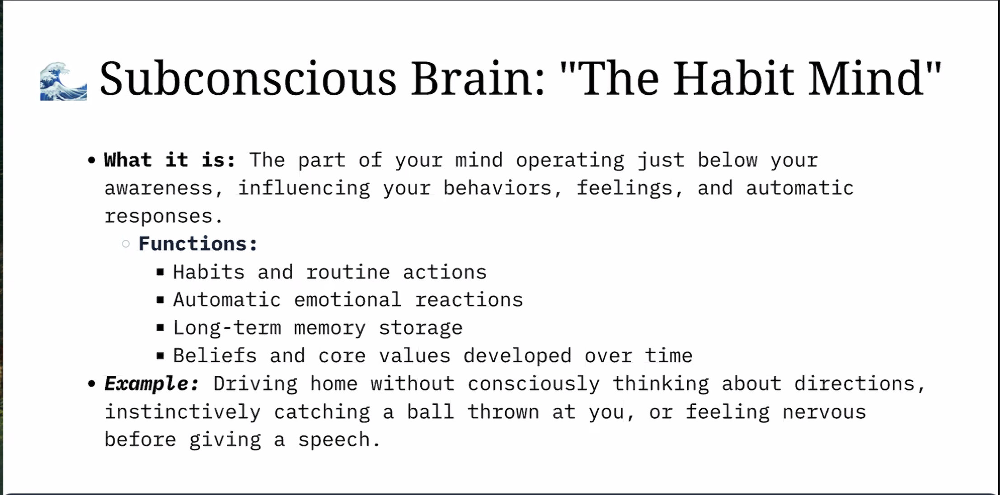 🌊 Subconscious Brain: "The Habit Mind"
• What it is: The part of your mind operating just below your
awareness, influencing your behaviors, feelings, and automatic
responses.
○ Functions:
▪ Habits and routine actions
▪ Automatic emotional reactions
▪ Long-term memory storage
▪ Beliefs and core values developed over time
• Example: Driving home without consciously thinking about directions,
instinctively catching a ball thrown at you, or feeling nervous
before giving a speech.